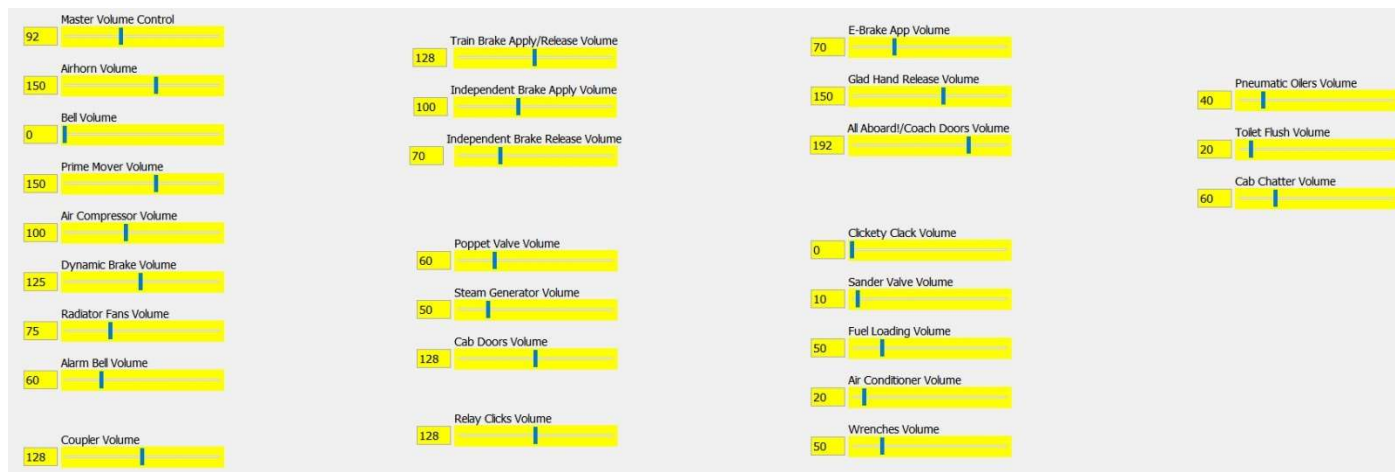 Master Volume Control
92
Airhorn Volume
150
Bell Volume
0
Prime Mover Volume
150
Air Compressor Volume
100
Dynamic Brake Volume
125
Radiator Fans Volume
75
Alarm Bell Volume
60
Coupler Volume
128
Train Brake Apply/Release Volume
128
Independent Brake Apply Volume
100
Independent Brake Release Volume
70
Poppet Valve Volume
60
Steam Generator Volume
50
Cab Doors Volume
128
Relay Clicks Volume
128
E-Brake App Volume
70
Glad Hand Release Volume
150
All Aboard!/Coach Doors Volume
192
Clickety Clack Volume
0
Sander Valve Volume
10
Fuel Loading Volume
50
Air Conditioner Volume
20
Wrenches Volume
50
Pneumatic Oilers Volume
40
Toilet Flush Volume
20
Cab Chatter Volume
60